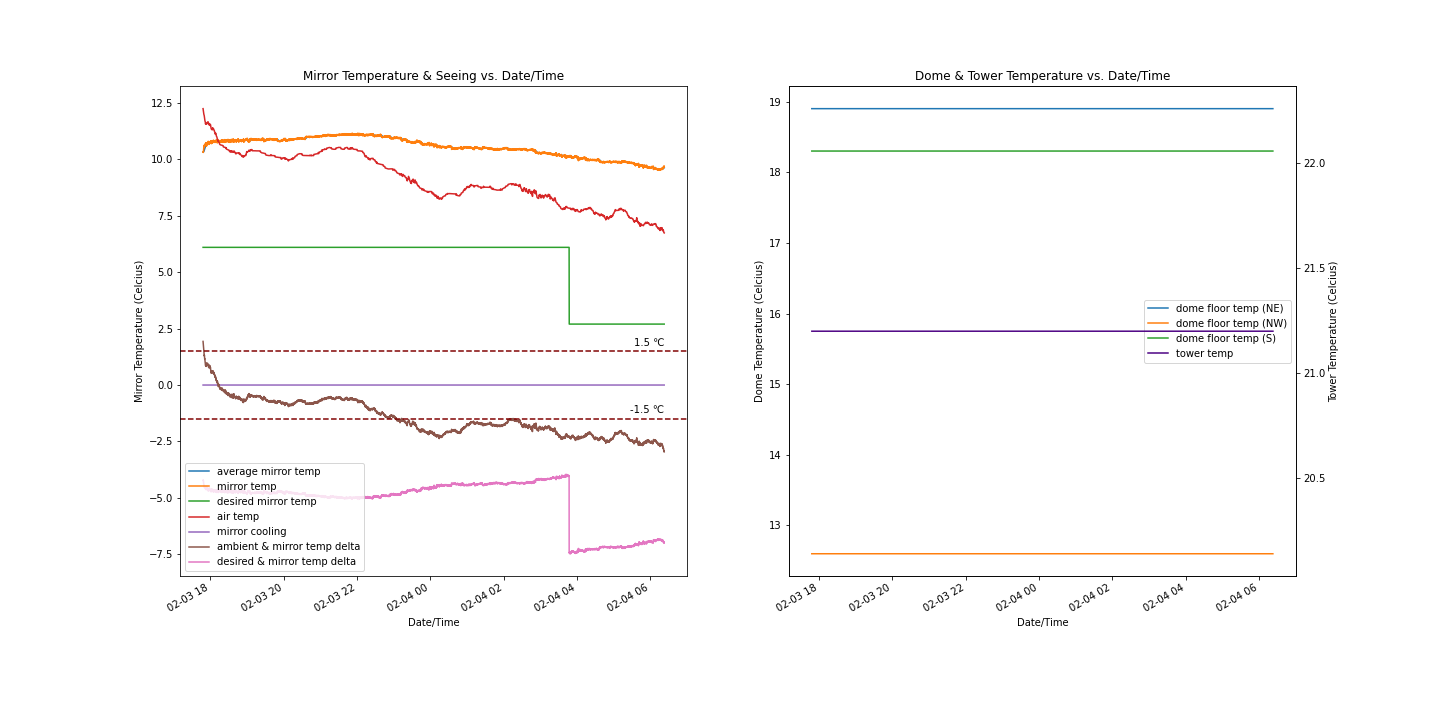 Mirror Temperature & Seeing vs. Date/Time
12.5
10.0
7.5
5.0
2.5
0.0
−2.5
−5.0
−7.5
Mirror Temperature (Celcius)
1.5 °C
-1.5 °C
average mirror temp
mirror temp
desired mirror temp
air temp
mirror cooling
ambient & mirror temp delta
desired & mirror temp delta
02-03 18
02-03 20
02-03 22
02-04 00
02-04 02
02-04 04
02-04 06
Date/Time
Dome & Tower Temperature vs. Date/Time
19
18
17
16
15
14
13
Dome Temperature (Celcius)
dome floor temp (NE)
dome floor temp (NW)
dome floor temp (S)
tower temp
22.0
21.5
21.0
20.5
Tower Temperature (Celcius)
02-03 18
02-03 20
02-03 22
02-04 00
02-04 02
02-04 04
02-04 06
Date/Time